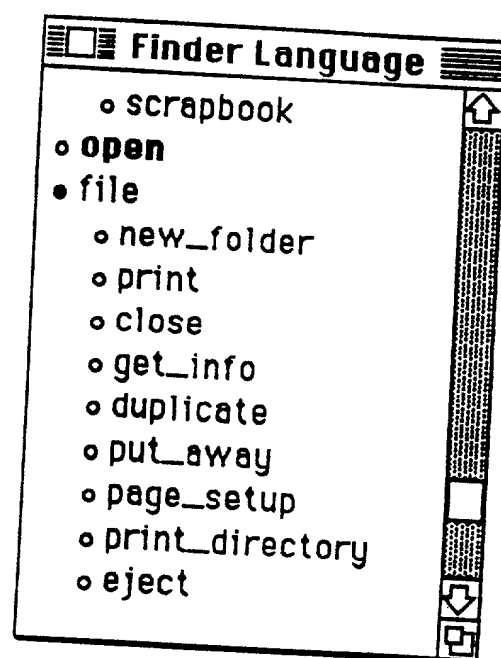 Finder Language
scrapbook
open
file
new_folder
print
close
get_info
duplicate
put_away
page_setup
print_directory
eject